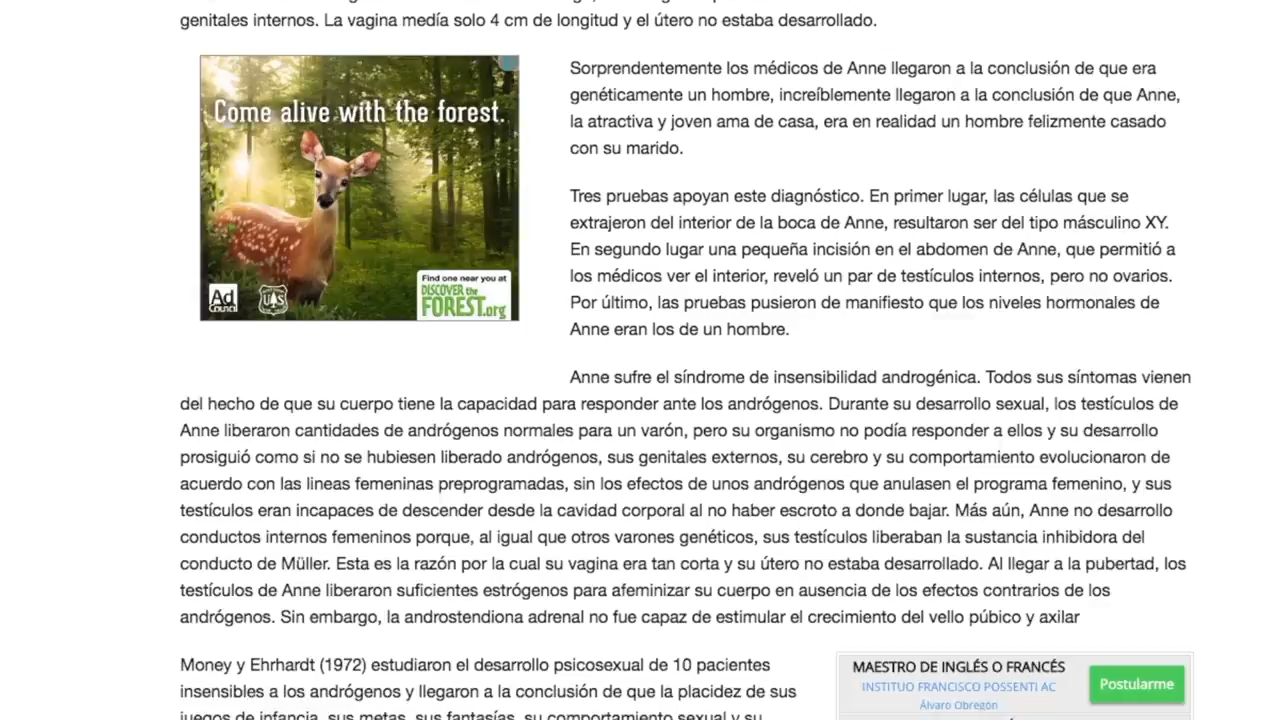 genitales internos. La vagina medía solo 4 cm de longitud y el útero no estaba desarrollado.
Come alive with the forest.
Ad
Council
U S
Find one near you at
DISCOVER the
FOREST.org
Sorprendentemente los médicos de Anne llegaron a la conclusión de que era
genéticamente un hombre, increíblemente llegaron a la conclusión de que Anne,
la atractiva y joven ama de casa, era en realidad un hombre felizmente casado
con su marido.
Tres pruebas apoyan este diagnóstico. En primer lugar, las células que se
extrajeron del interior de la boca de Anne, resultaron ser del tipo másculino XY.
En segundo lugar una pequeña incisión en el abdomen de Anne, que permitió a
los médicos ver el interior, reveló un par de testículos internos, pero no ovarios.
Por último, las pruebas pusieron de manifiesto que los niveles hormonales de
Anne eran los de un hombre.
Anne sufre el síndrome de insensibilidad androgénica. Todos sus síntomas vienen
del hecho de que su cuerpo tiene la capacidad para responder ante los andrógenos. Durante su desarrollo sexual, los testículos de
Anne liberaron cantidades de andrógenos normales para un varón, pero su organismo no podía responder a ellos y su desarrollo
prosiguió como si no se hubiesen liberado andrógenos, sus genitales externos, su cerebro y su comportamiento evolucionaron de
acuerdo con las lineas femeninas preprogramadas, sin los efectos de unos andrógenos que anulasen el programa femenino, y sus
testículos eran incapaces de descender desde la cavidad corporal al no haber escroto a donde bajar. Más aún, Anne no desarrollo
conductos internos femeninos porque, al igual que otros varones genéticos, sus testículos liberaban la sustancia inhibidora del
conducto de Müller. Esta es la razón por la cual su vagina era tan corta y su útero no estaba desarrollado. Al llegar a la pubertad, los
testículos de Anne liberaron suficientes estrógenos para afeminizar su cuerpo en ausencia de los efectos contrarios de los
andrógenos. Sin embargo, la androstendiona adrenal no fue capaz de estimular el crecimiento del vello púbico y axilar
Money y Ehrhardt (1972) estudiaron el desarrollo psicosexual de 10 pacientes
insensibles a los andrógenos y llegaron a la conclusión de que la placidez de sus
juegos de infancia, sus metas, sus fantasías, su comportamiento sexual y su
MAESTRO DE INGLÉS O FRANCÉS
INSTITUO FRANCISCO POSSENTI AC
Álvaro Obregón
Postularme